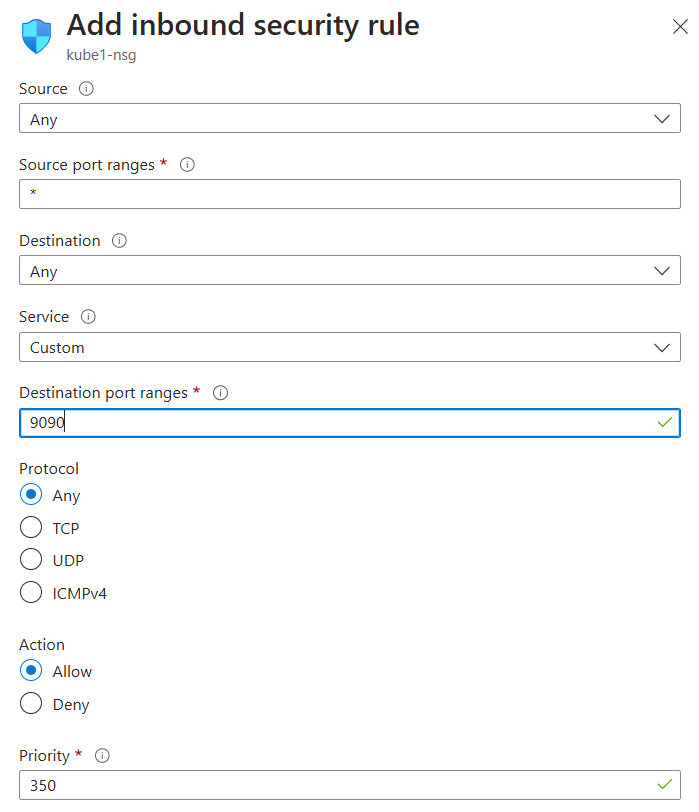 Add inbound security rule
kube1-nsg
Source
Any
Source port ranges *
*
Destination
Any
Service
Custom
Destination port ranges *
9090
Protocol
Any
TCP
UDP
ICMPv4
Action
Allow
Deny
Priority *
350